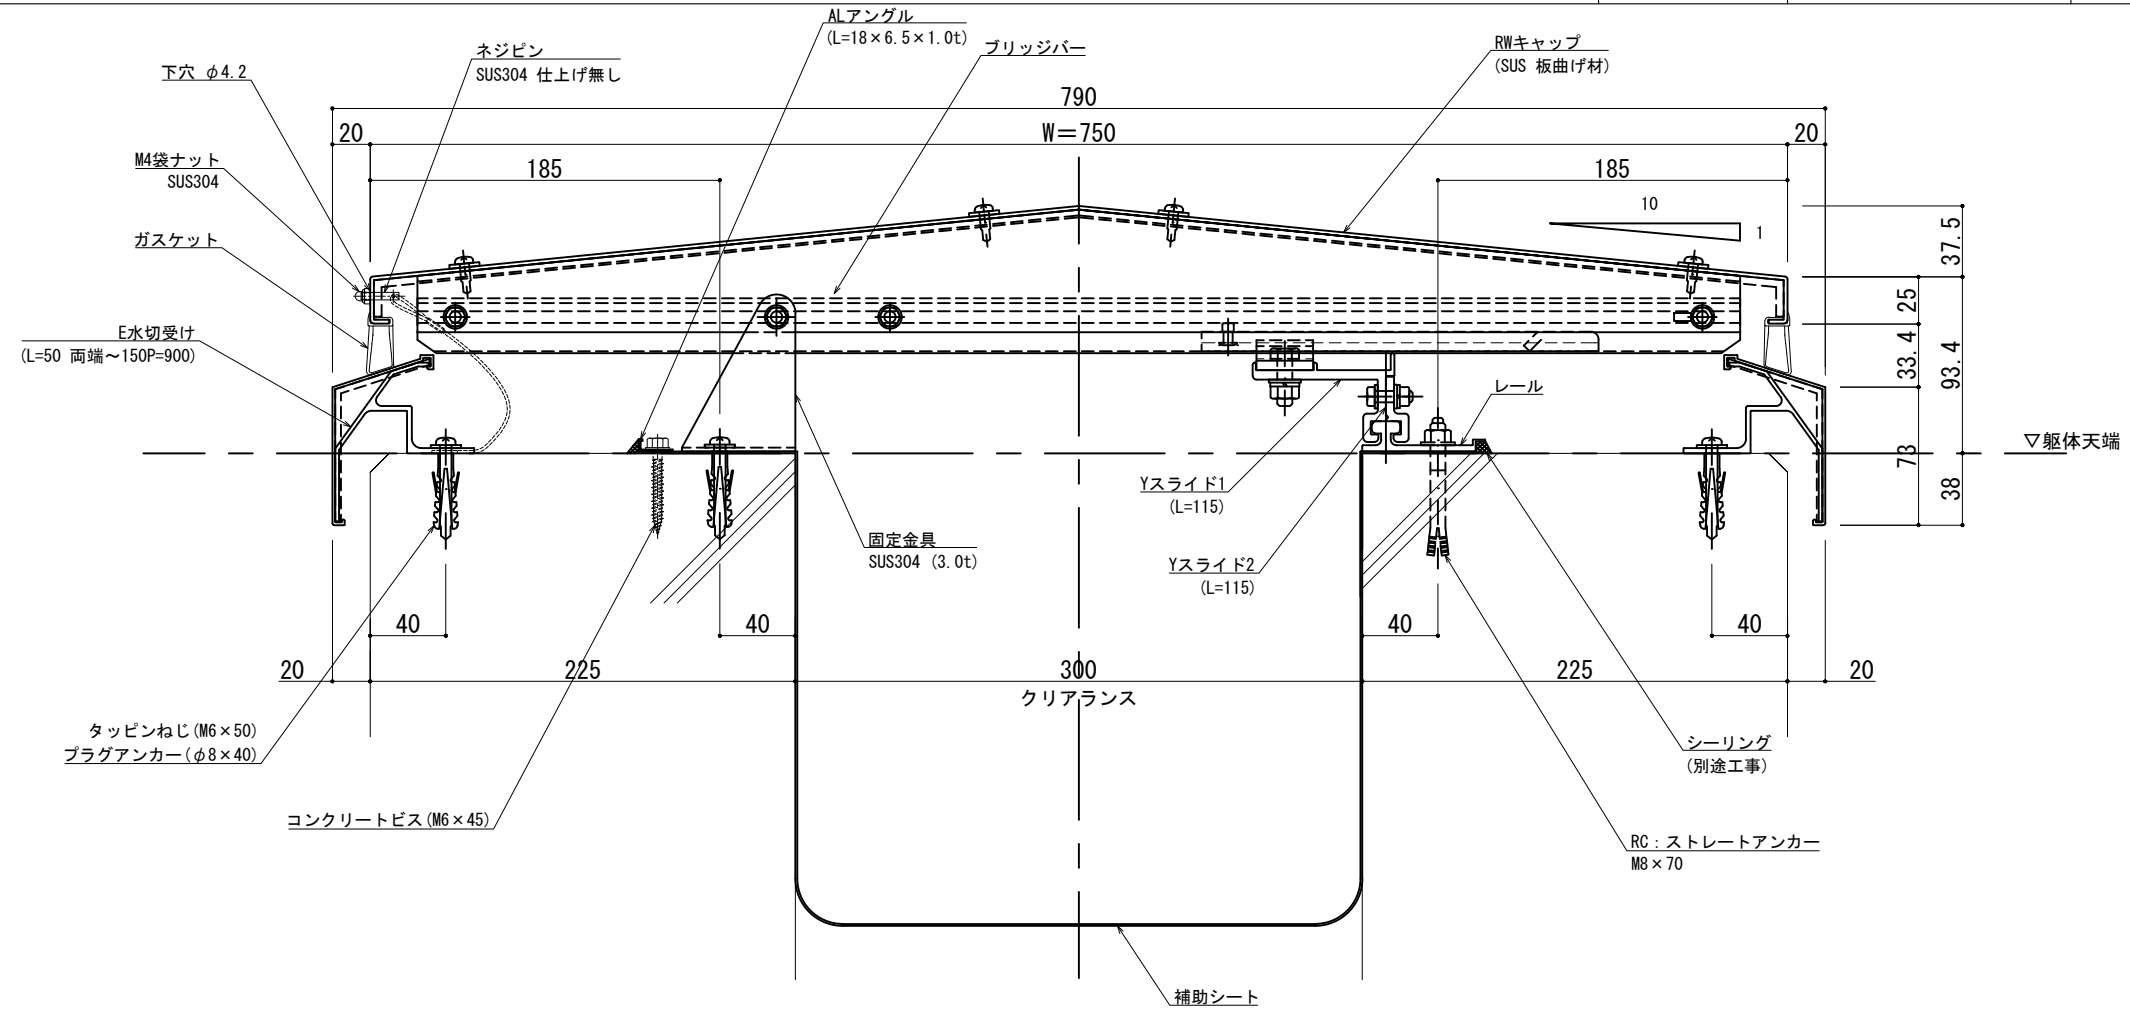 ALアングル
(L=18×6.5×1.0t)
ネジピン
SUS304 仕上げ無し
ブリッジバー
RWキャップ
(SUS 板曲げ材)
下穴 φ4.2
790
20
W=750
20
M4袋ナット
SUS304
185
185
10
1
ガスケット
37.5
25
33.4
93.4
73
38
E水切受け
(L=50 両端～150P=900)
レール
▽躯体天端
Yスライド1
(L=115)
固定金具
SUS304 (3.0t)
Yスライド2
(L=115)
40
40
40
40
20
225
300
225
20
クリアランス
タッピンねじ(M6×50)
プラグアンカー(φ8×40)
シーリング
(別途工事)
コンクリートビス(M6×45)
RC：ストレートアンカー
M8×70
補助シート